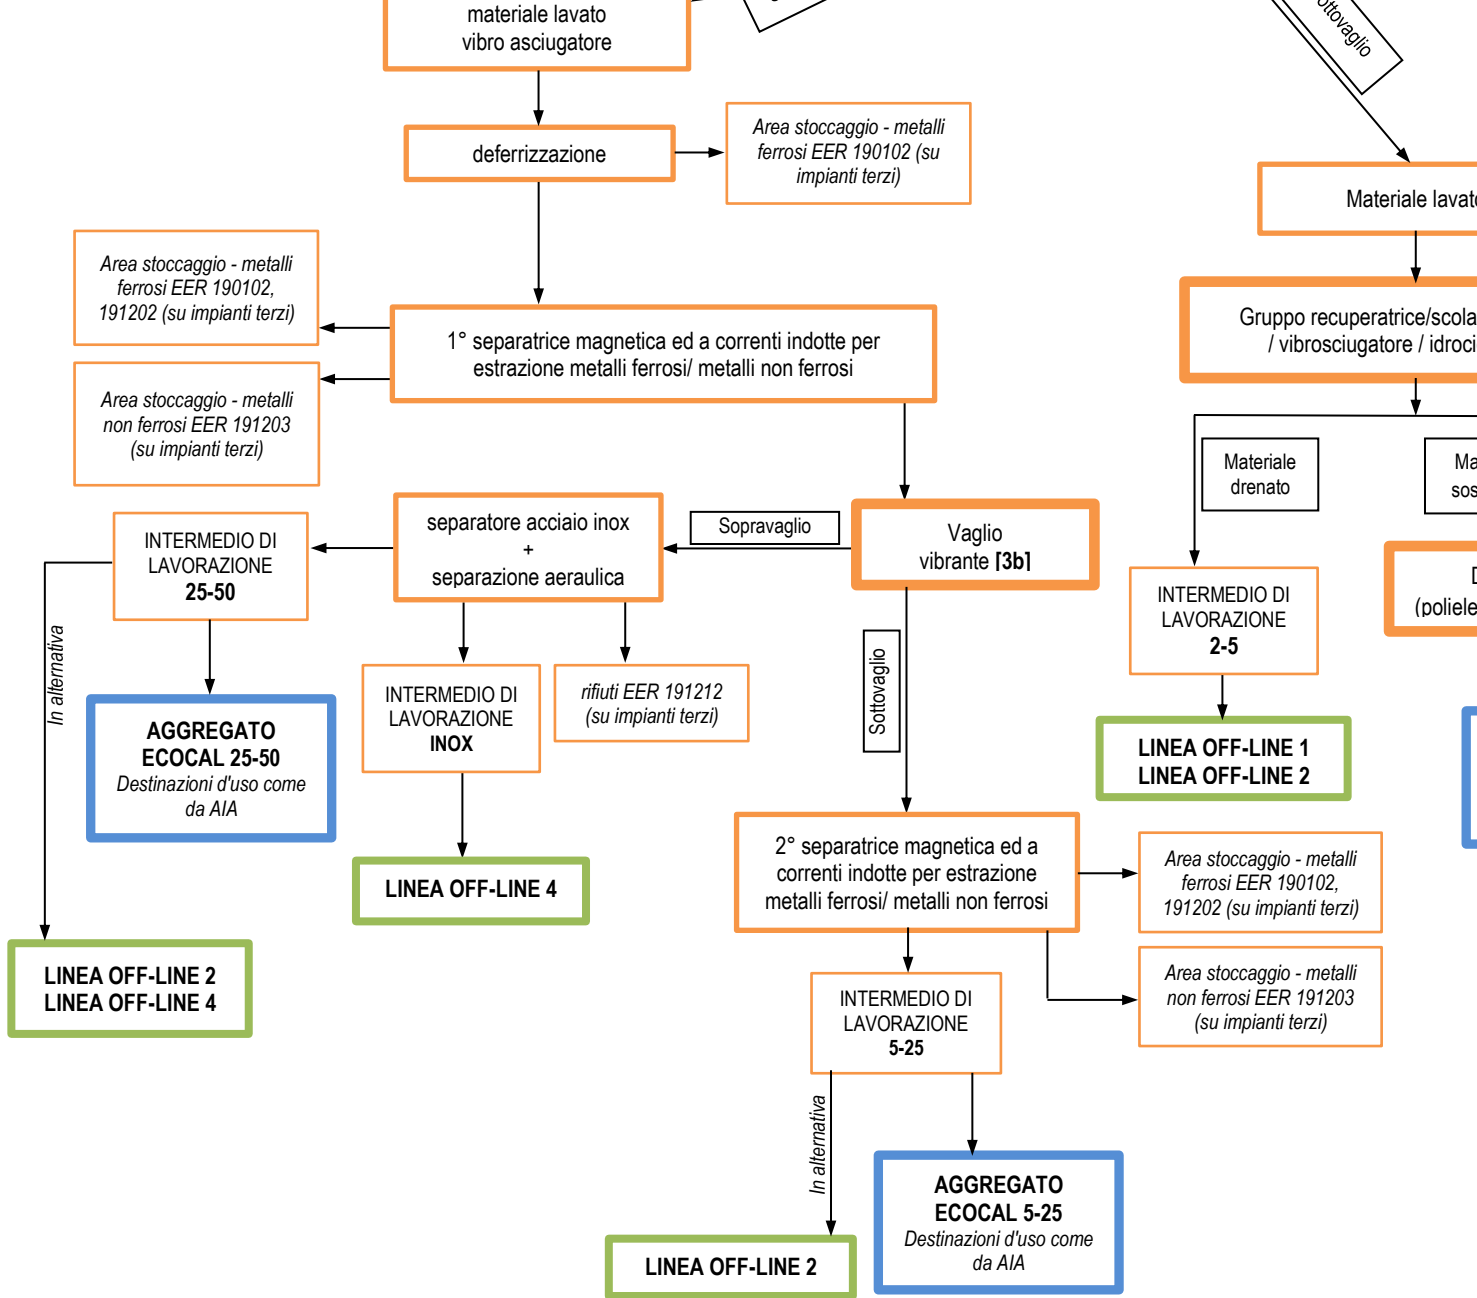 materiale lavato
vibro asciugatore
ottovaglio
deferrizzazione
Area stoccaggio - metalli
ferrosi EER 190102 (su
impianti terzi)
Materiale lavato
Area stoccaggio - metalli
ferrosi EER 190102,
191202 (su impianti terzi)
1° separatrice magnetica ed a correnti indotte per
estrazione metalli ferrosi/ metalli non ferrosi
Gruppo recuperatrice/scola
/ vibrosciugatore / idroci
Area stoccaggio - metalli
non ferrosi EER 191203
(su impianti terzi)
Materiale
drenato
Ma
sos
INTERMEDIO DI
LAVORAZIONE
25-50
separatore acciaio inox
+
separazione aeraulica
Sopravaglio
Vaglio
vibrante [3b]
INTERMEDIO DI
LAVORAZIONE
2-5
D
(poliele
In alternativa
Sottovaglio
AGGREGATO
ECOCAL 25-50
Destinazioni d'uso come
da AIA
INTERMEDIO DI
LAVORAZIONE
INOX
rifiuti EER 191212
(su impianti terzi)
LINEA OFF-LINE 1
LINEA OFF-LINE 2
LINEA OFF-LINE 4
2° separatrice magnetica ed a
correnti indotte per estrazione
metalli ferrosi/ metalli non ferrosi
Area stoccaggio - metalli
ferrosi EER 190102,
191202 (su impianti terzi)
LINEA OFF-LINE 2
LINEA OFF-LINE 4
INTERMEDIO DI
LAVORAZIONE
5-25
Area stoccaggio - metalli
non ferrosi EER 191203
(su impianti terzi)
In alternativa
AGGREGATO
ECOCAL 5-25
Destinazioni d'uso come
da AIA
LINEA OFF-LINE 2